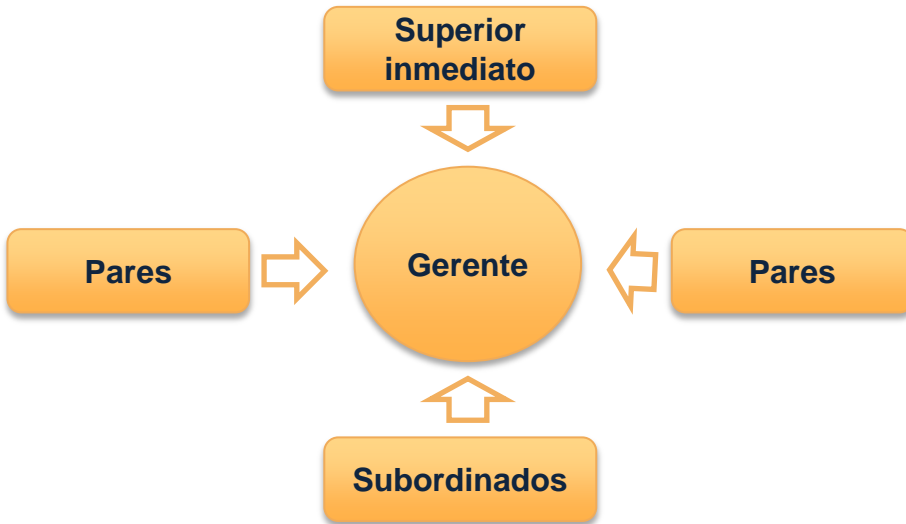 Superior
inmediato
Pares
Gerente
Pares
Subordinados